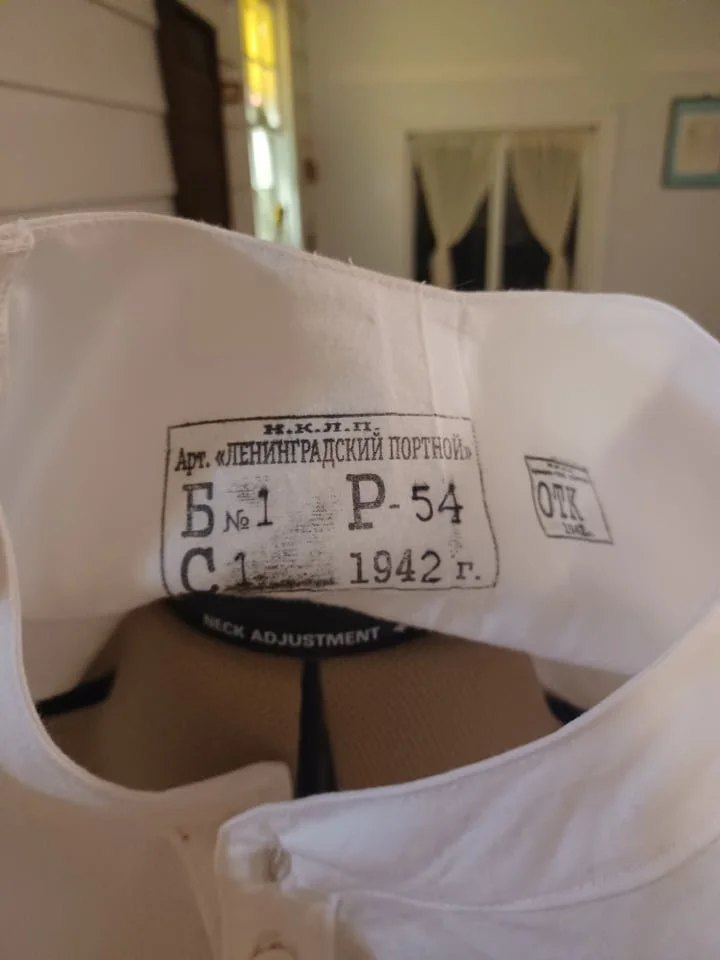 Н.К.Л.П.
Арт. «ЛЕНИНГРАДСКИЙ ПОРТНОЙ»
Б №1 Р-54
С 1 1942 г.
ОТК
NECK ADJUSTMENT